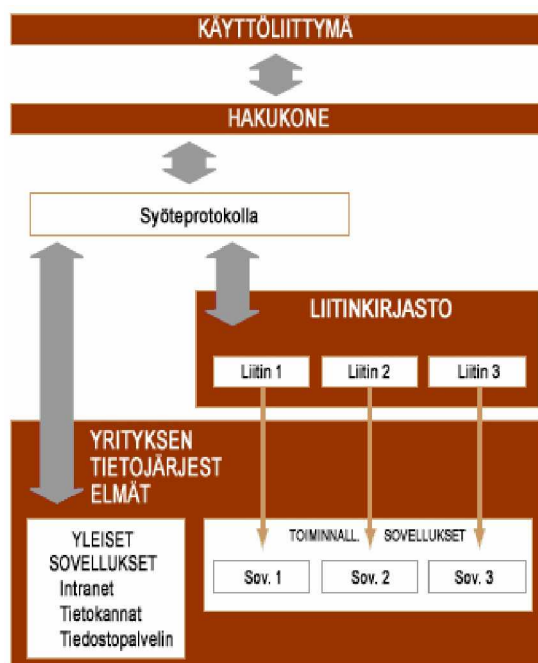 KÄYTTÖLIITTYMÄ
HAKUKONE
Syöteprotokolla
LIITINKIRJASTO
Liitin 1
Liitin 2
Liitin 3
YRITYKSEN
TIETOJÄRJEST
ELMÄT
YLEISET
SOVELLUKSET
Intranet
Tietokannat
Tiedostopalvelin
TOIMINNALL. SOVELLUKSET
Sov. 1
Sov. 2
Sov. 3